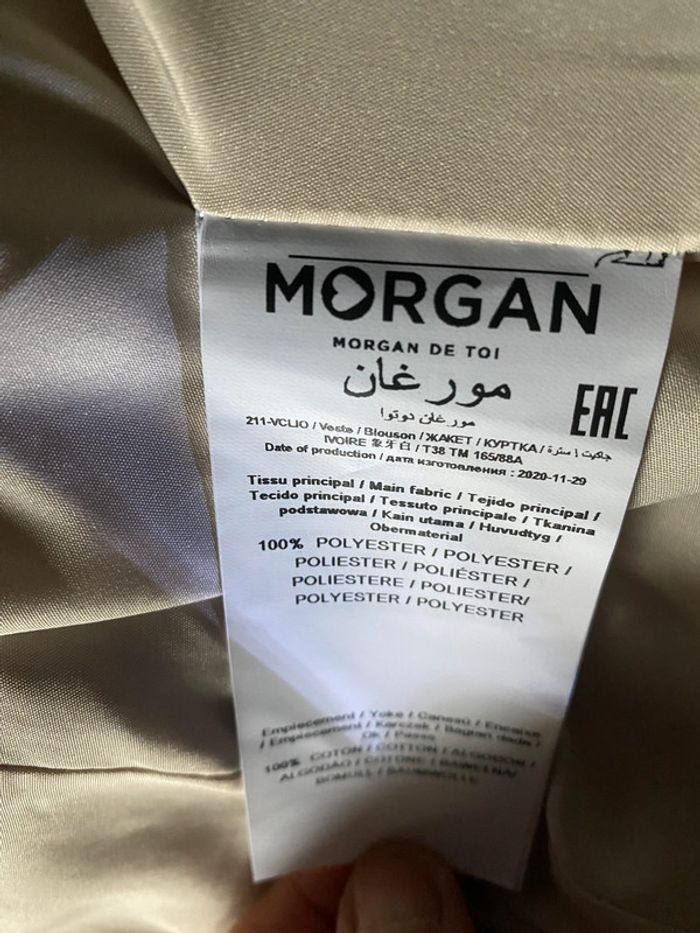 MORGAN
MORGAN DE TOI
مورغان
مورغان دوتوا
EAC
211-VCLIO / Veste / Blouson / ЖАКЕТ / КУРТКА / جاكيت / سترة /
IVOIRE 象牙白 / T38 TM 165/88A
Date of production / дата изготовления : 2020-11-29
Tissu principal / Main fabric / Tejido principal /
Tecido principal / Tessuto principale / Tkanina
podstawowa / Kain utama / Huvudtyg /
Obermaterial
100% POLYESTER / POLYESTER /
POLIESTER / POLIÉSTER /
POLIESTERE / POLIESTER/
POLYESTER / POLYESTER
Empiecement / Yoke / Canesú / Encaixe
/ Empiecement / Karczek / Bagian dada /
Ok / Passe
100% COTON / COTTON / ALGODON /
ALGODÃO / COTONE / BAWEŁNA/
BOMULL / BAUMWOLLE